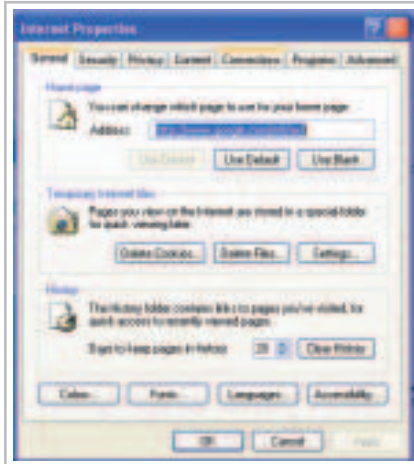 Internet Properties
General Security Privacy Content Connections Programs Advanced
Home page
You can change which page to use for your home page.
Address:
Use Current Use Default Use Blank
Temporary Internet files
Pages you view on the Internet are stored in a special folder
for quick viewing later.
Delete Cookies... Delete Files... Settings...
History
The History folder contains links to pages you've visited, for
quick access to recently viewed pages.
Days to keep pages in history: 20 Clear History
Colors... Fonts... Languages... Accessibility...
OK Cancel Apply